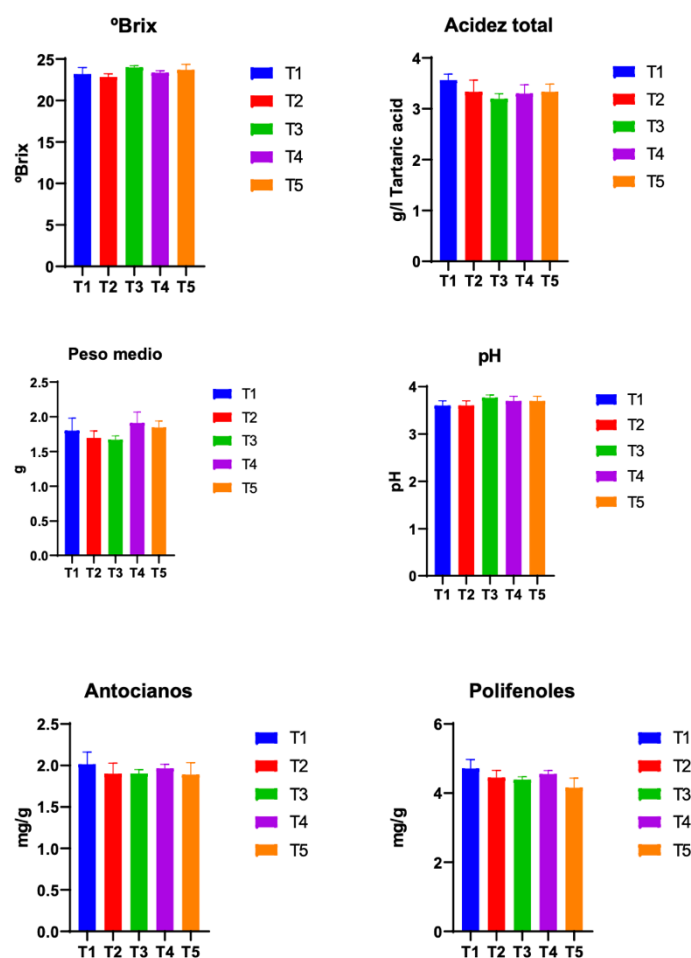 ºBrix
ºBrix
25
20
15
10
5
0
T1 T2 T3 T4 T5
T1
T2
T3
T4
T5
Acidez total
g/l Tartaric acid
4
3
2
1
0
T1 T2 T3 T4 T5
T1
T2
T3
T4
T5
Peso medio
g
2.5
2.0
1.5
1.0
0.5
0.0
T1 T2 T3 T4 T5
T1
T2
T3
T4
T5
pH
pH
4
3
2
1
0
T1 T2 T3 T4 T5
T1
T2
T3
T4
T5
Antocianos
mg/g
2.5
2.0
1.5
1.0
0.5
0.0
T1 T2 T3 T4 T5
T1
T2
T3
T4
T5
Polifenoles
mg/g
6
4
2
0
T1 T2 T3 T4 T5
T1
T2
T3
T4
T5